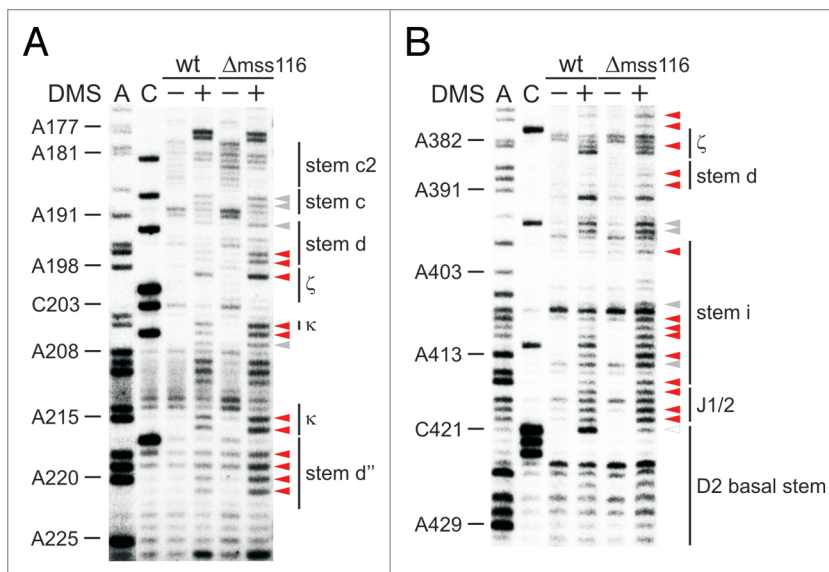 A
wt Δmss116
DMS A C – + – +
A177
A181
stem c2
stem c
A191
stem d
A198
ζ
C203
κ
A208
A215
κ
A220
stem d”
A225
B
wt Δmss116
DMS A C – + – +
A382
ζ
stem d
A391
A403
stem i
A413
J1/2
C421
D2 basal stem
A429